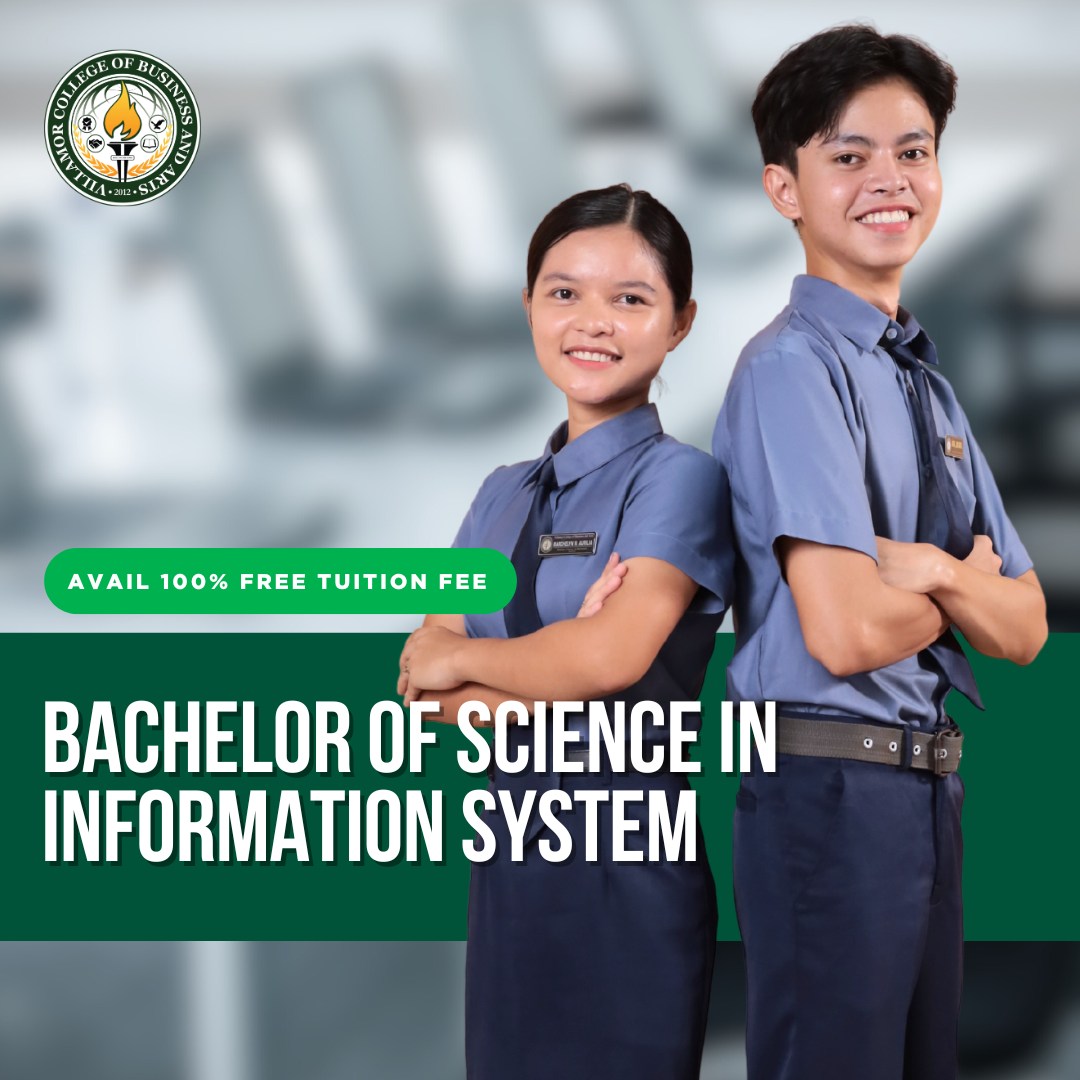 VILLAMOR COLLEGE OF BUSINESS AND ARTS
• 2012 •
AVAIL 100% FREE TUITION FEE
BACHELOR OF SCIENCE IN
INFORMATION SYSTEM